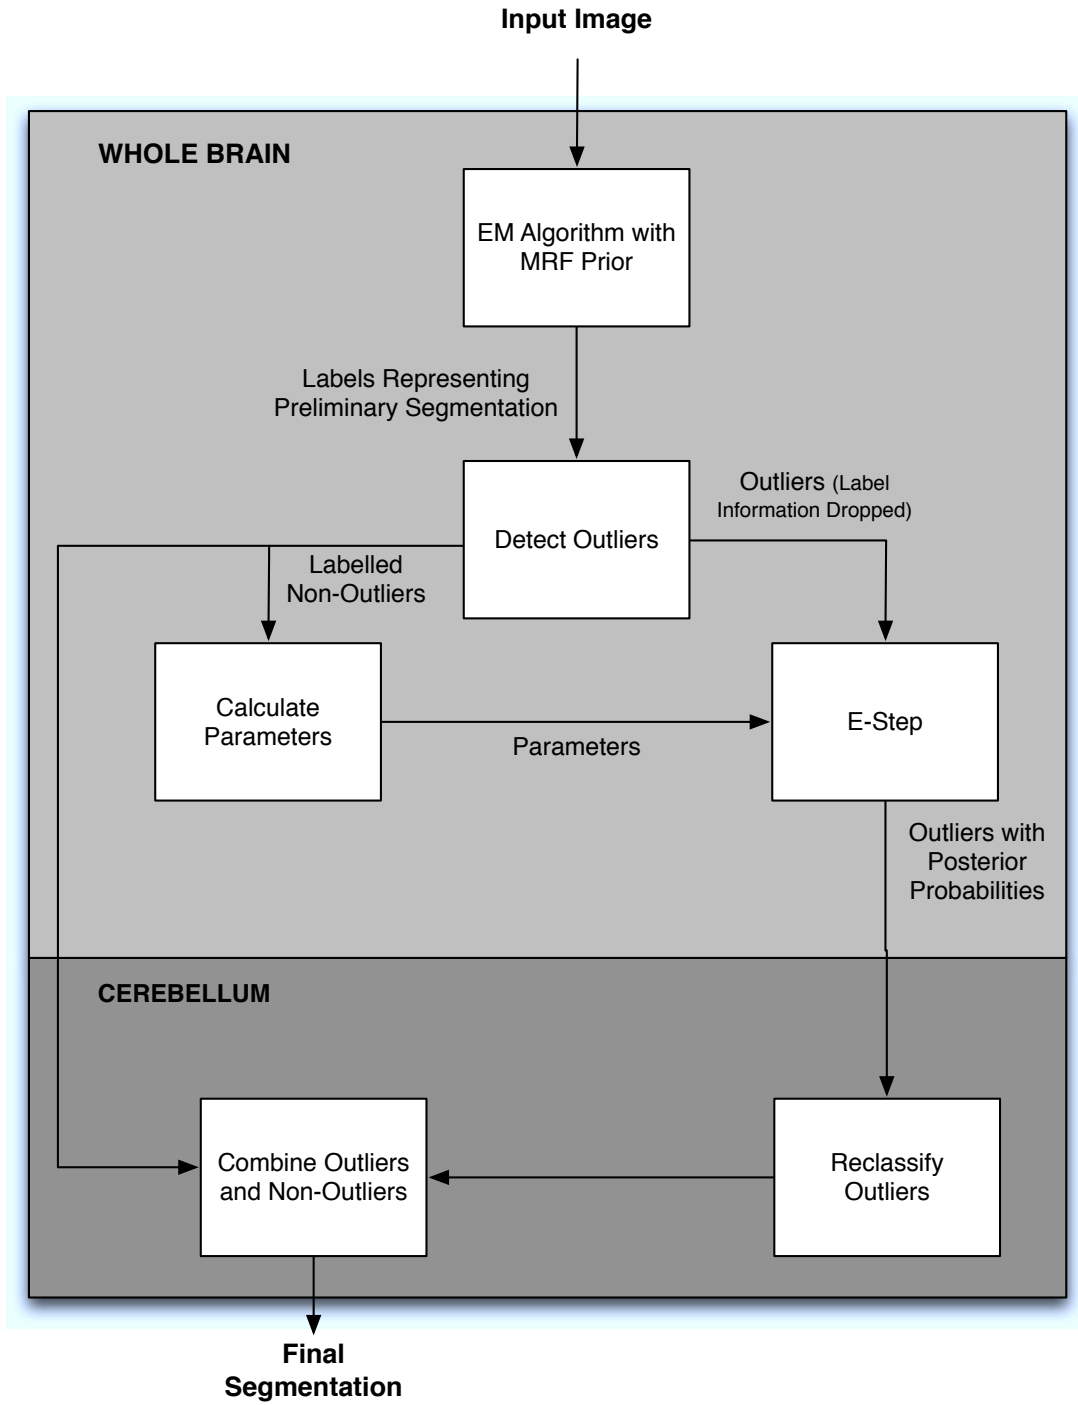 Input Image
WHOLE BRAIN
EM Algorithm with
MRF Prior
Labels Representing
Preliminary Segmentation
Outliers (Label
Information Dropped)
Detect Outliers
Labelled
Non-Outliers
Calculate
Parameters
Parameters
E-Step
Outliers with
Posterior
Probabilities
CEREBELLUM
Combine Outliers
and Non-Outliers
Reclassify
Outliers
Final
Segmentation